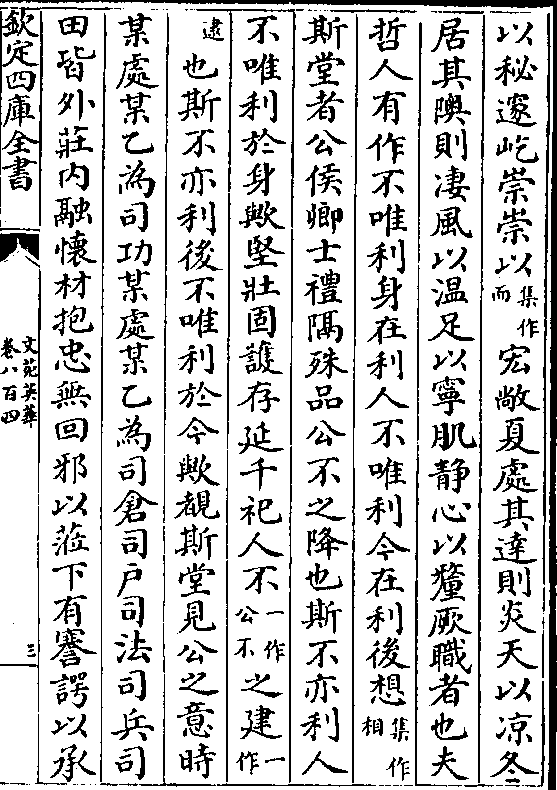 以秘邃屹崇崇以集作而宏敞夏處其達則炎天以凉冬
居其隩則凄風以温足以寧肌静心以釐厥職者也夫
哲人有作不唯利身在利人不唯利今在利後想集作相
斯堂者公侯卿士禮隔殊品公不之降也斯不亦利人
不唯利於身歟堅壯固護存延千祀人不一作公不之建一作
逮也斯不亦利後不唯利於今歟覩斯堂見公之意時
某處某乙為司功某處某乙為司倉司户司法司兵司
田皆外莊内融懷材抱忠無回邪以蒞下有謇諤以承
欽定四庫全書
文苑英華
卷八百四
三